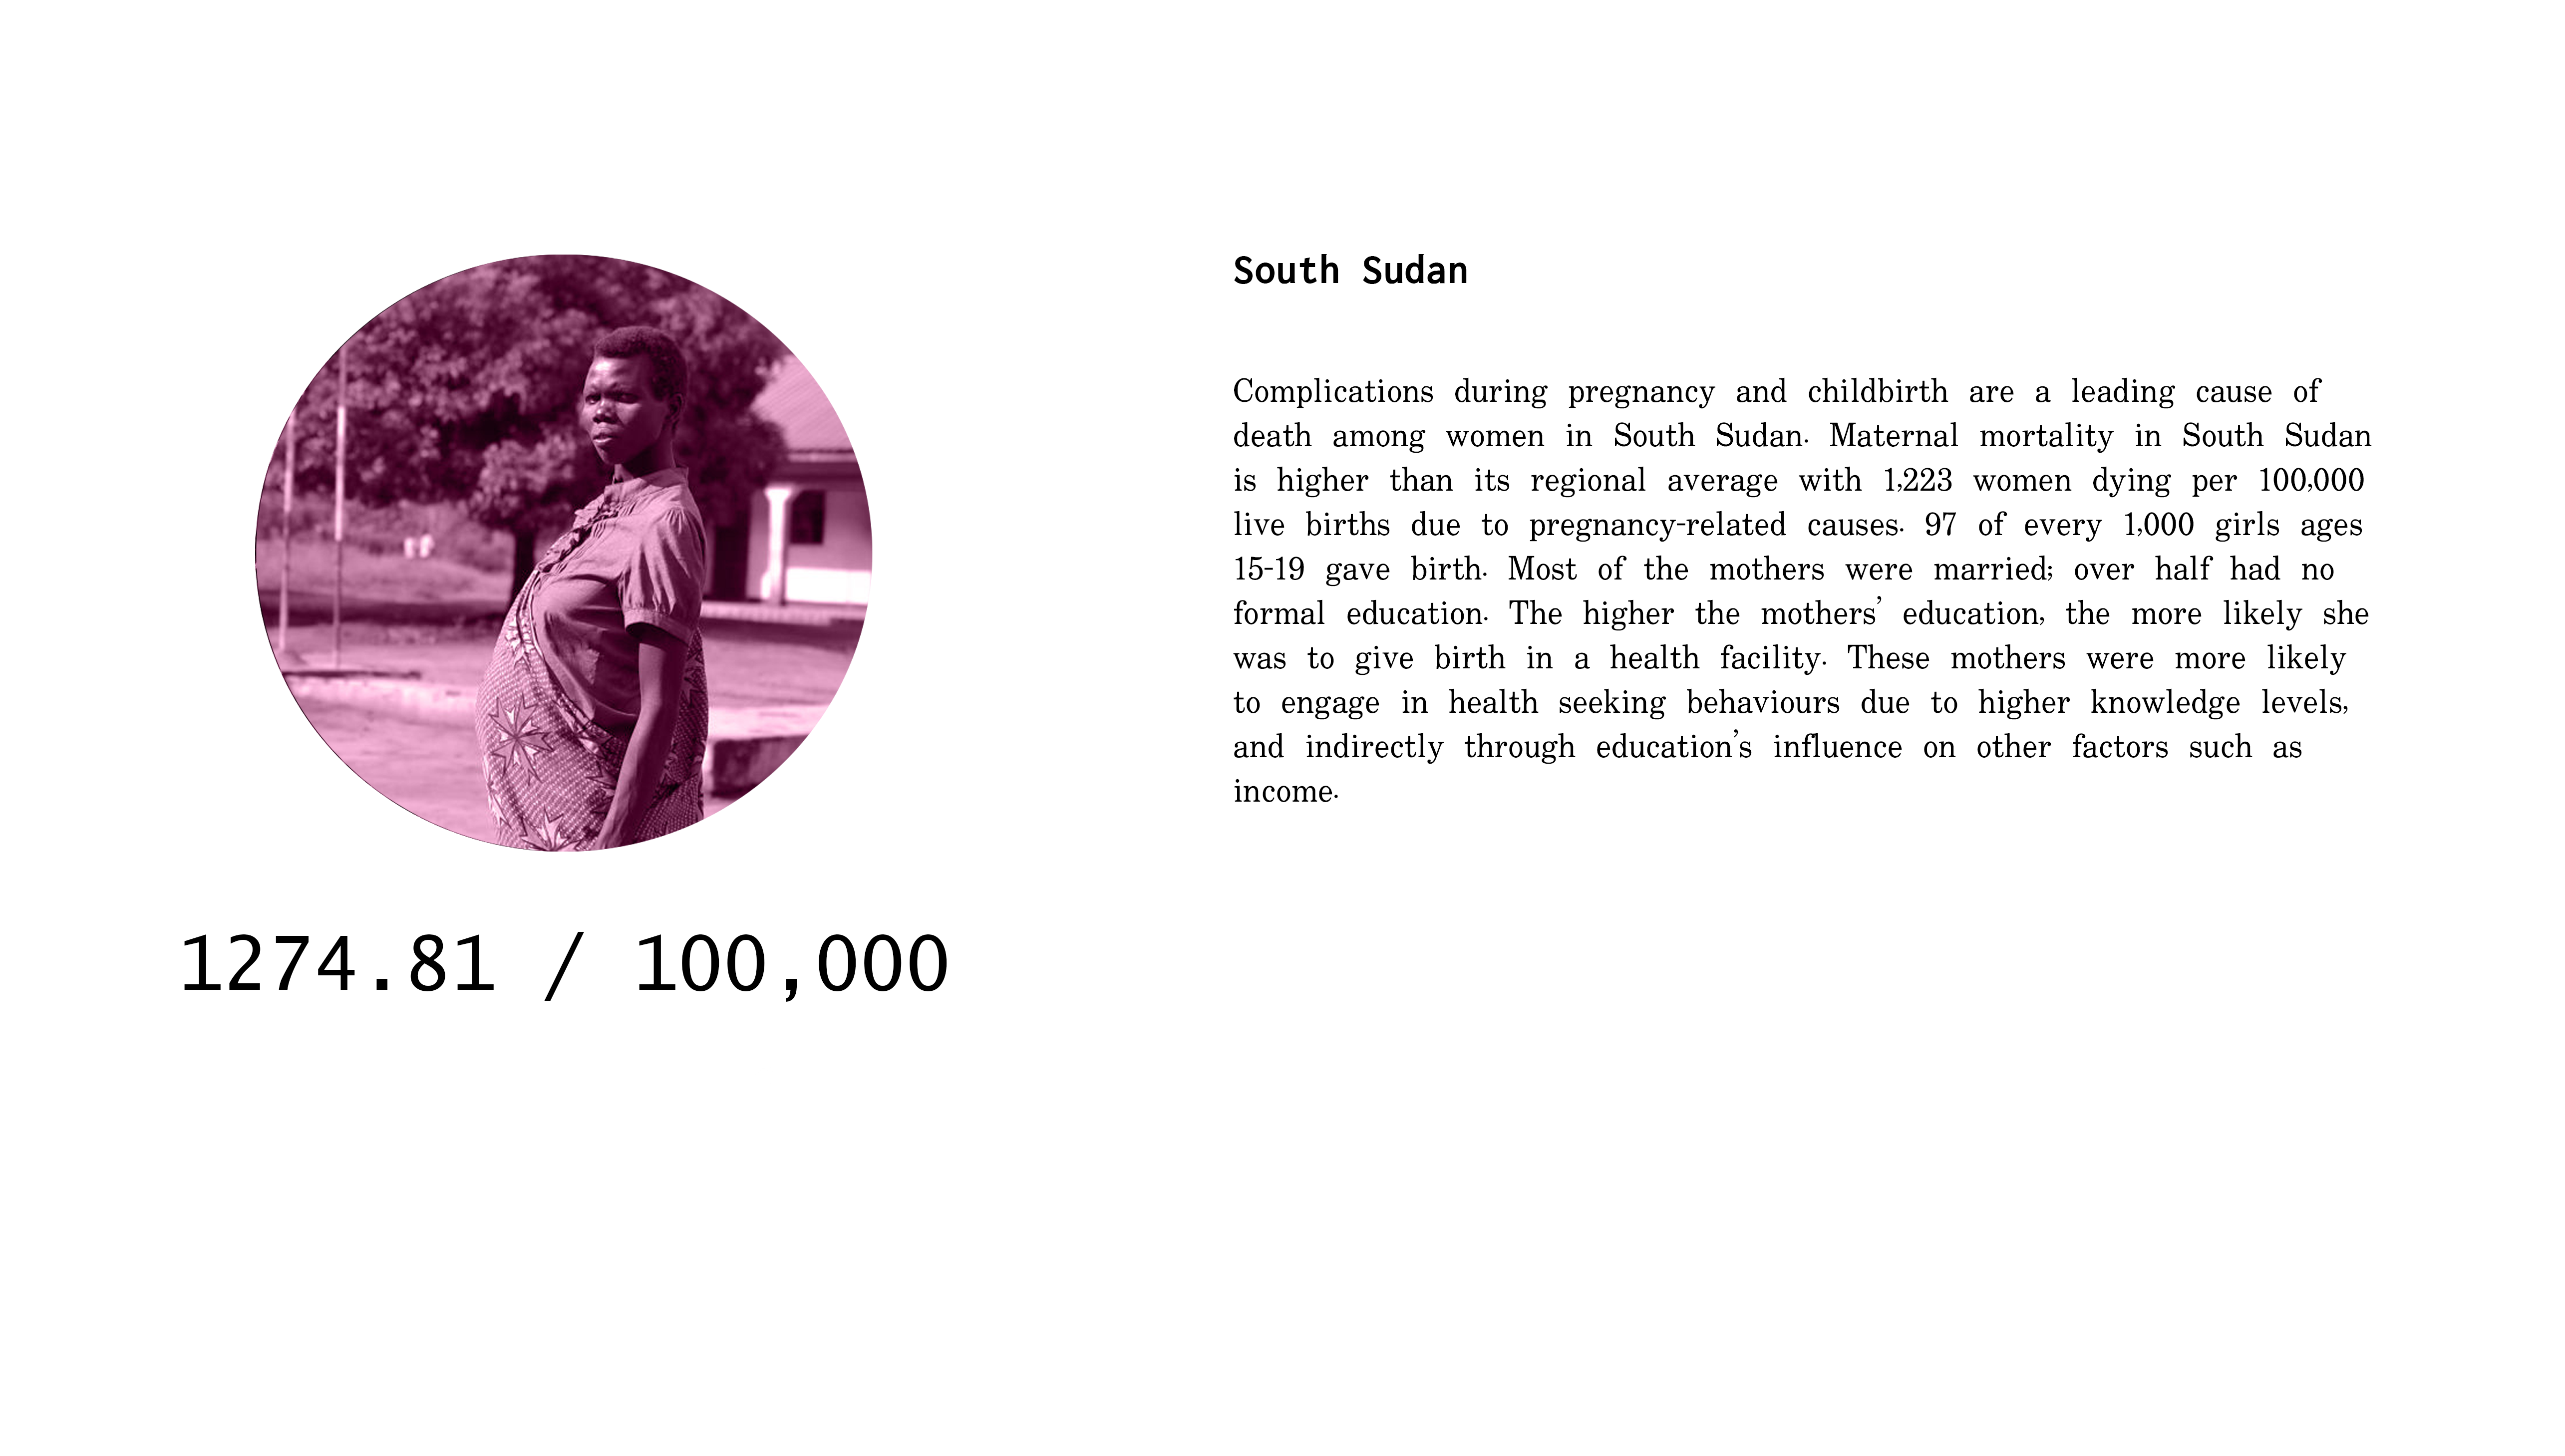 South Sudan
Complications during pregnancy and childbirth are a leading cause of
death among women in South Sudan. Maternal mortality in South Sudan
is higher than its regional average with 1,223 women dying per 100,000
live births due to pregnancy-related causes. 97 of every 1,000 girls ages
15-19 gave birth. Most of the mothers were married; over half had no
formal education. The higher the mothers’ education, the more likely she
was to give birth in a health facility. These mothers were more likely
to engage in health seeking behaviours due to higher knowledge levels,
and indirectly through education’s influence on other factors such as
income.
1274.81 / 100,000